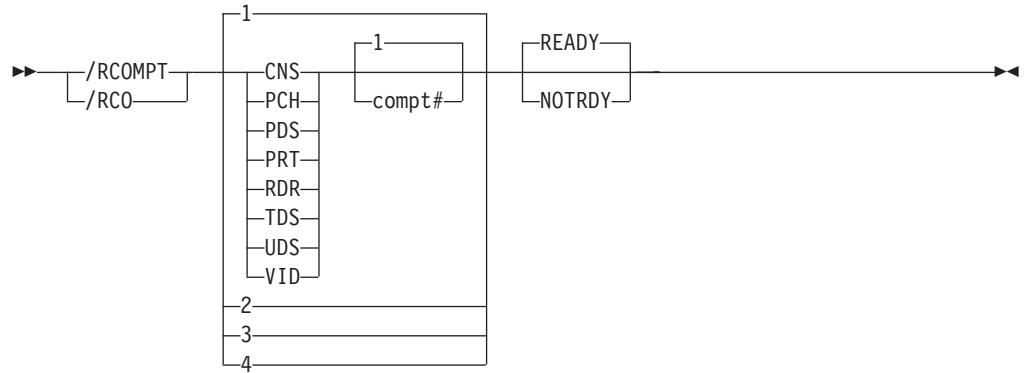 1
1 READY
/RCOMPT CNS
/RCO PCH compt# NOTRDY
PDS
PRT
RDR
TDS
UDS
VID
2
3
4